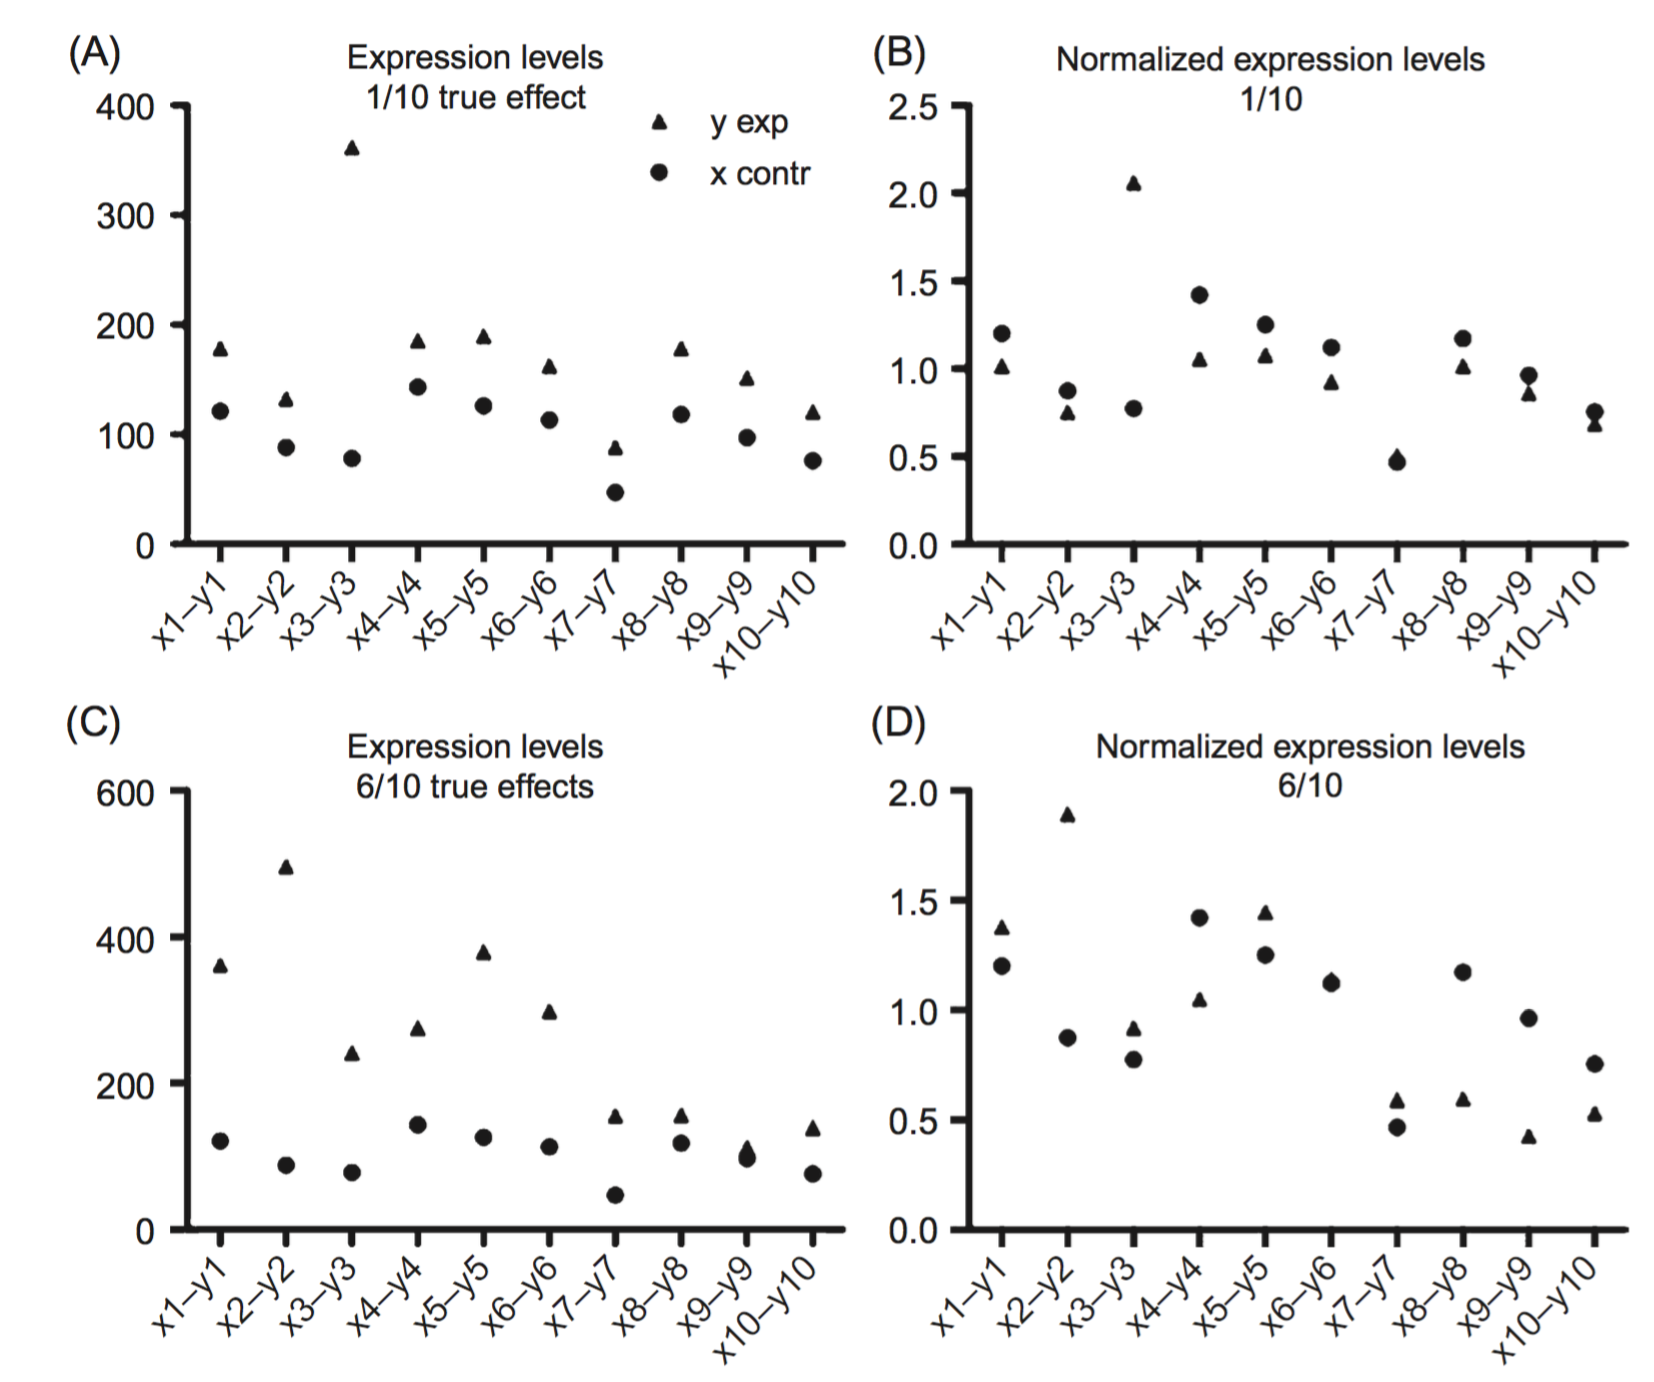 (A)
Expression levels
1/10 true effect
400
300
200
100
0
y exp
x contr
x1–y1
x2–y2
x3–y3
x4–y4
x5–y5
x6–y6
x7–y7
x8–y8
x9–y9
x10–y10
(B)
Normalized expression levels
1/10
2.5
2.0
1.5
1.0
0.5
0.0
x1–y1
x2–y2
x3–y3
x4–y4
x5–y5
x6–y6
x7–y7
x8–y8
x9–y9
x10–y10
(C)
Expression levels
6/10 true effects
600
400
200
0
x1–y1
x2–y2
x3–y3
x4–y4
x5–y5
x6–y6
x7–y7
x8–y8
x9–y9
x10–y10
(D)
Normalized expression levels
6/10
2.0
1.5
1.0
0.5
0.0
x1–y1
x2–y2
x3–y3
x4–y4
x5–y5
x6–y6
x7–y7
x8–y8
x9–y9
x10–y10